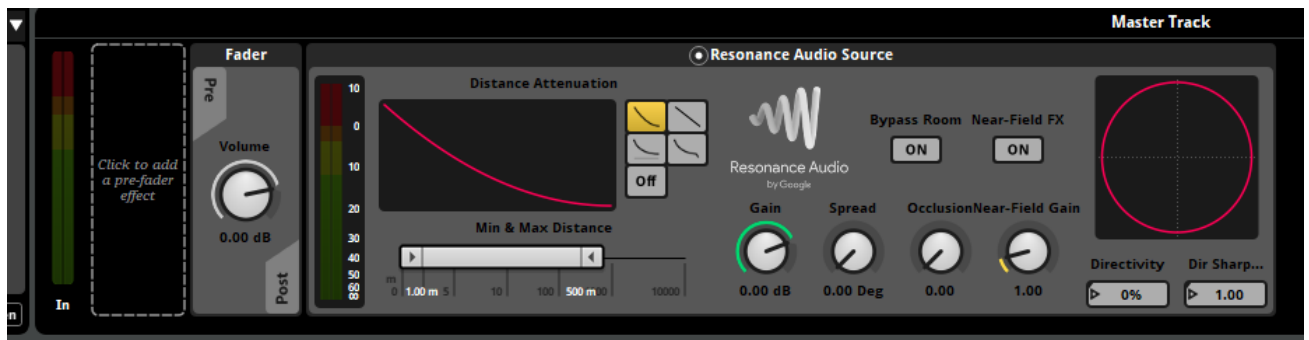 Master Track
Fader
Resonance Audio Source
Pre
Volume
0.00 dB
Post
Click to add
a pre-fader
effect
In
10
0
10
20
30
40
50
60
∞
Distance Attenuation
Off
Min & Max Distance
m
0 1.00 m 5 10 100 500 m 10000
Resonance Audio
by Google
Bypass Room Near-Field FX
ON ON
Gain Spread Occlusion Near-Field Gain
0.00 dB 0.00 Deg 0.00 1.00
Directivity Dir Sharp...
0% 1.00